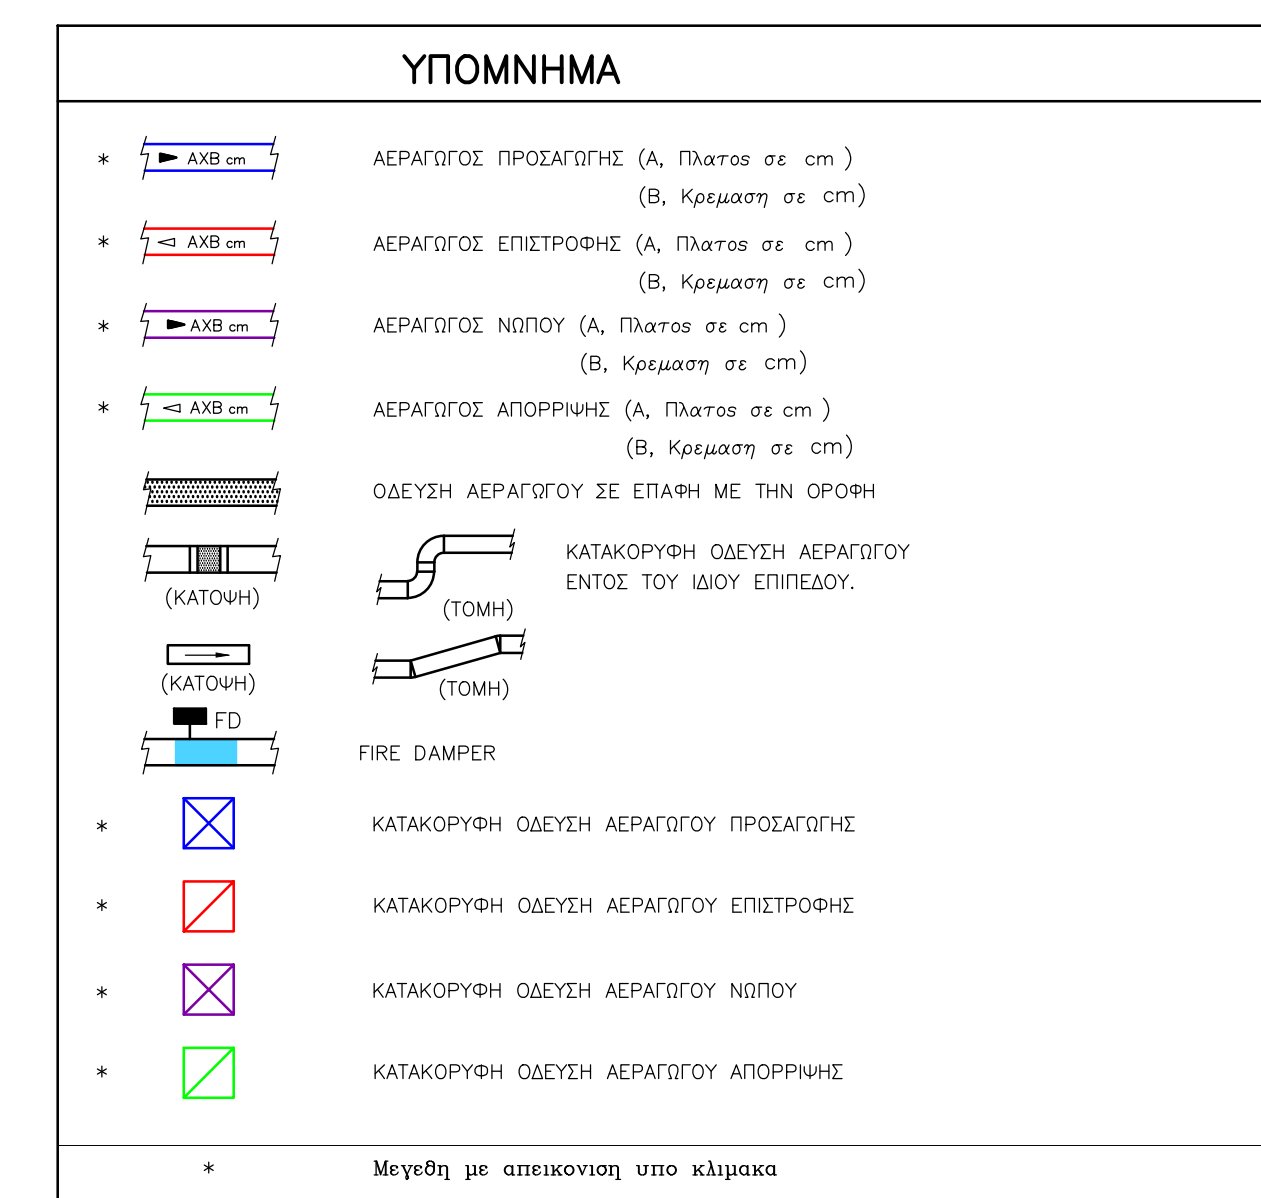 ΥΠΟΜΝΗΜΑ
* AXB cm ΑΕΡΑΓΩΓΟΣ ΠΡΟΣΑΓΩΓΗΣ (Α, Πλατος σε cm )
(Β, Κρεμαση σε cm)
* AXB cm ΑΕΡΑΓΩΓΟΣ ΕΠΙΣΤΡΟΦΗΣ (Α, Πλατος σε cm )
(Β, Κρεμαση σε cm)
* AXB cm ΑΕΡΑΓΩΓΟΣ ΝΩΠΟΥ (Α, Πλατος σε cm )
(Β, Κρεμαση σε cm)
* AXB cm ΑΕΡΑΓΩΓΟΣ ΑΠΟΡΡΙΨΗΣ (Α, Πλατος σε cm )
(Β, Κρεμαση σε cm)
ΟΔΕΥΣΗ ΑΕΡΑΓΩΓΟΥ ΣΕ ΕΠΑΦΗ ΜΕ ΤΗΝ ΟΡΟΦΗ
ΚΑΤΑΚΟΡΥΦΗ ΟΔΕΥΣΗ ΑΕΡΑΓΩΓΟΥ
ΕΝΤΟΣ ΤΟΥ ΙΔΙΟΥ ΕΠΙΠΕΔΟΥ.
(ΚΑΤΟΨΗ) (ΤΟΜΗ)
(ΚΑΤΟΨΗ) (ΤΟΜΗ)
FD
FIRE DAMPER
* ΚΑΤΑΚΟΡΥΦΗ ΟΔΕΥΣΗ ΑΕΡΑΓΩΓΟΥ ΠΡΟΣΑΓΩΓΗΣ
* ΚΑΤΑΚΟΡΥΦΗ ΟΔΕΥΣΗ ΑΕΡΑΓΩΓΟΥ ΕΠΙΣΤΡΟΦΗΣ
* ΚΑΤΑΚΟΡΥΦΗ ΟΔΕΥΣΗ ΑΕΡΑΓΩΓΟΥ ΝΩΠΟΥ
* ΚΑΤΑΚΟΡΥΦΗ ΟΔΕΥΣΗ ΑΕΡΑΓΩΓΟΥ ΑΠΟΡΡΙΨΗΣ
* Μεγεθη με απεικονιση υπο κλιμακα